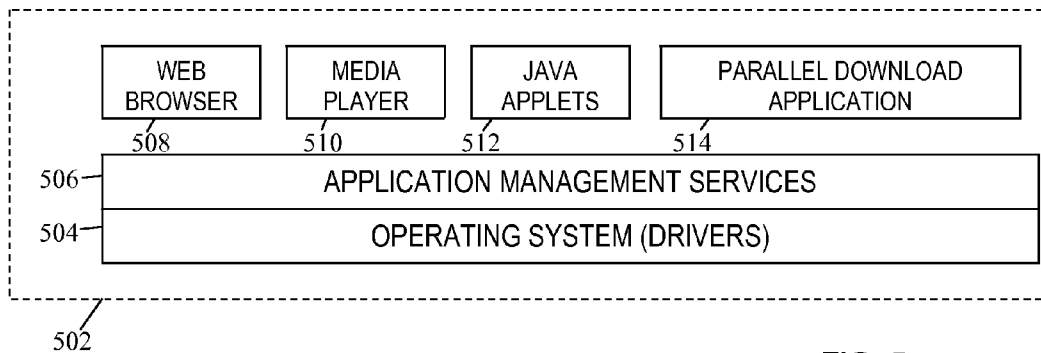 WEB
BROWSER
MEDIA
PLAYER
JAVA
APPLETS
PARALLEL DOWNLOAD
APPLICATION
508
510
512
514
506
APPLICATION MANAGEMENT SERVICES
504
OPERATING SYSTEM (DRIVERS)
502